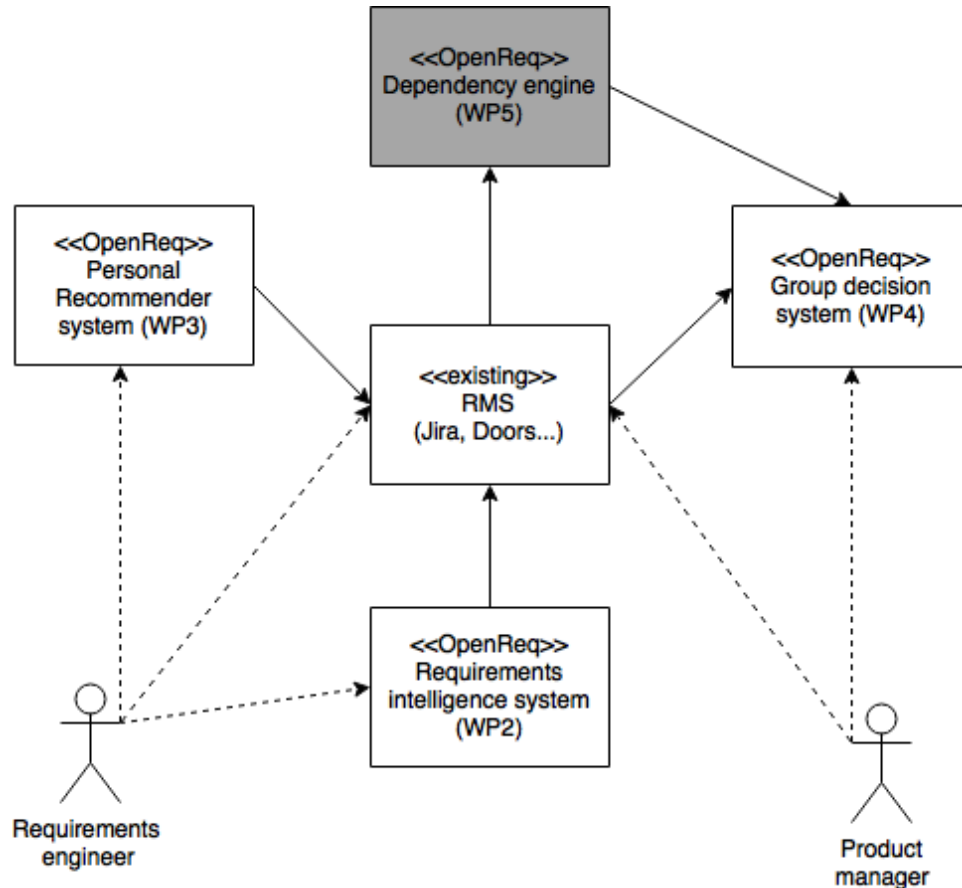 <<OpenReq>>
Dependency engine
(WP5)
<<OpenReq>>
Personal
Recommender
system (WP3)
<<OpenReq>>
Group decision
system (WP4)
<<existing>>
RMS
(Jira, Doors...)
<<OpenReq>>
Requirements
intelligence system
(WP2)
Requirements
engineer
Product
manager